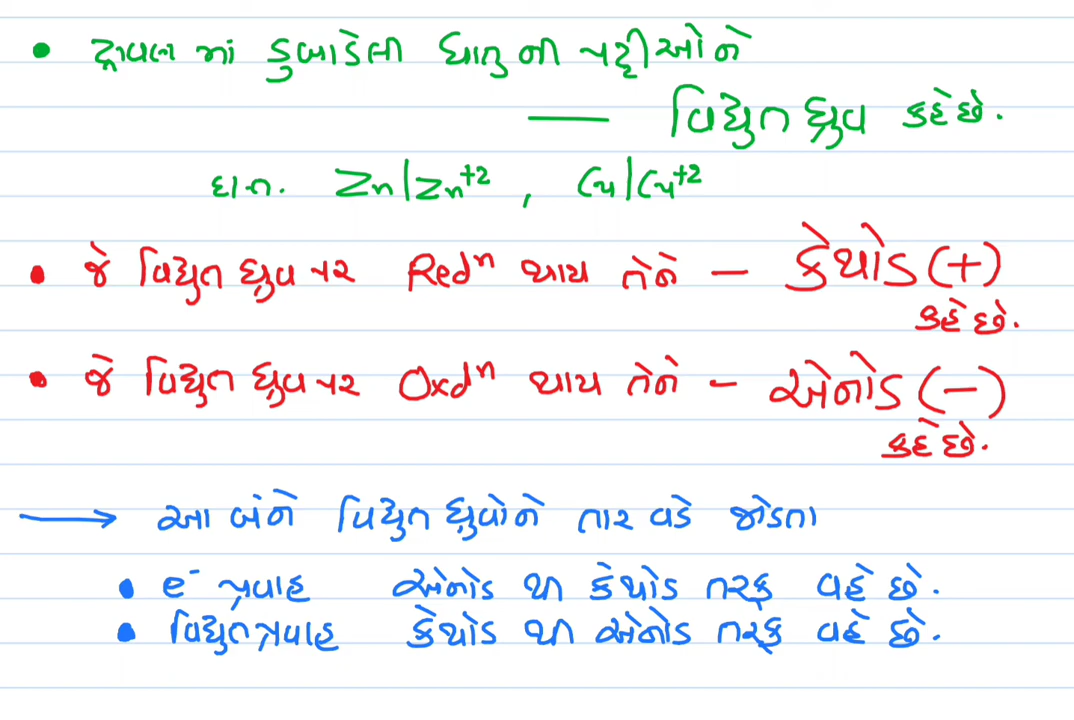 • દ્રાવણ માં ડુબાડેલી ધાતુ ની પટ્ટીઓને
— વિદ્યુત ધ્રુવ કહે છે.
દા.ત. Zn|Zn⁺², Cu|Cu⁺²
• જે વિદ્યુત ધ્રુવ પર Redⁿ થાય તેને – કેથોડ (+)
કહે છે.
• જે વિદ્યુત ધ્રુવ પર Oxdⁿ થાય તેને – એનોડ (–)
કહે છે.
→ આ બંને વિદ્યુત ધ્રુવોને તાર વડે જોડતા
• e⁻ પ્રવાહ એનોડ થી કેથોડ તરફ વહે છે.
• વિદ્યુતપ્રવાહ કેથોડ થી એનોડ તરફ વહે છે.